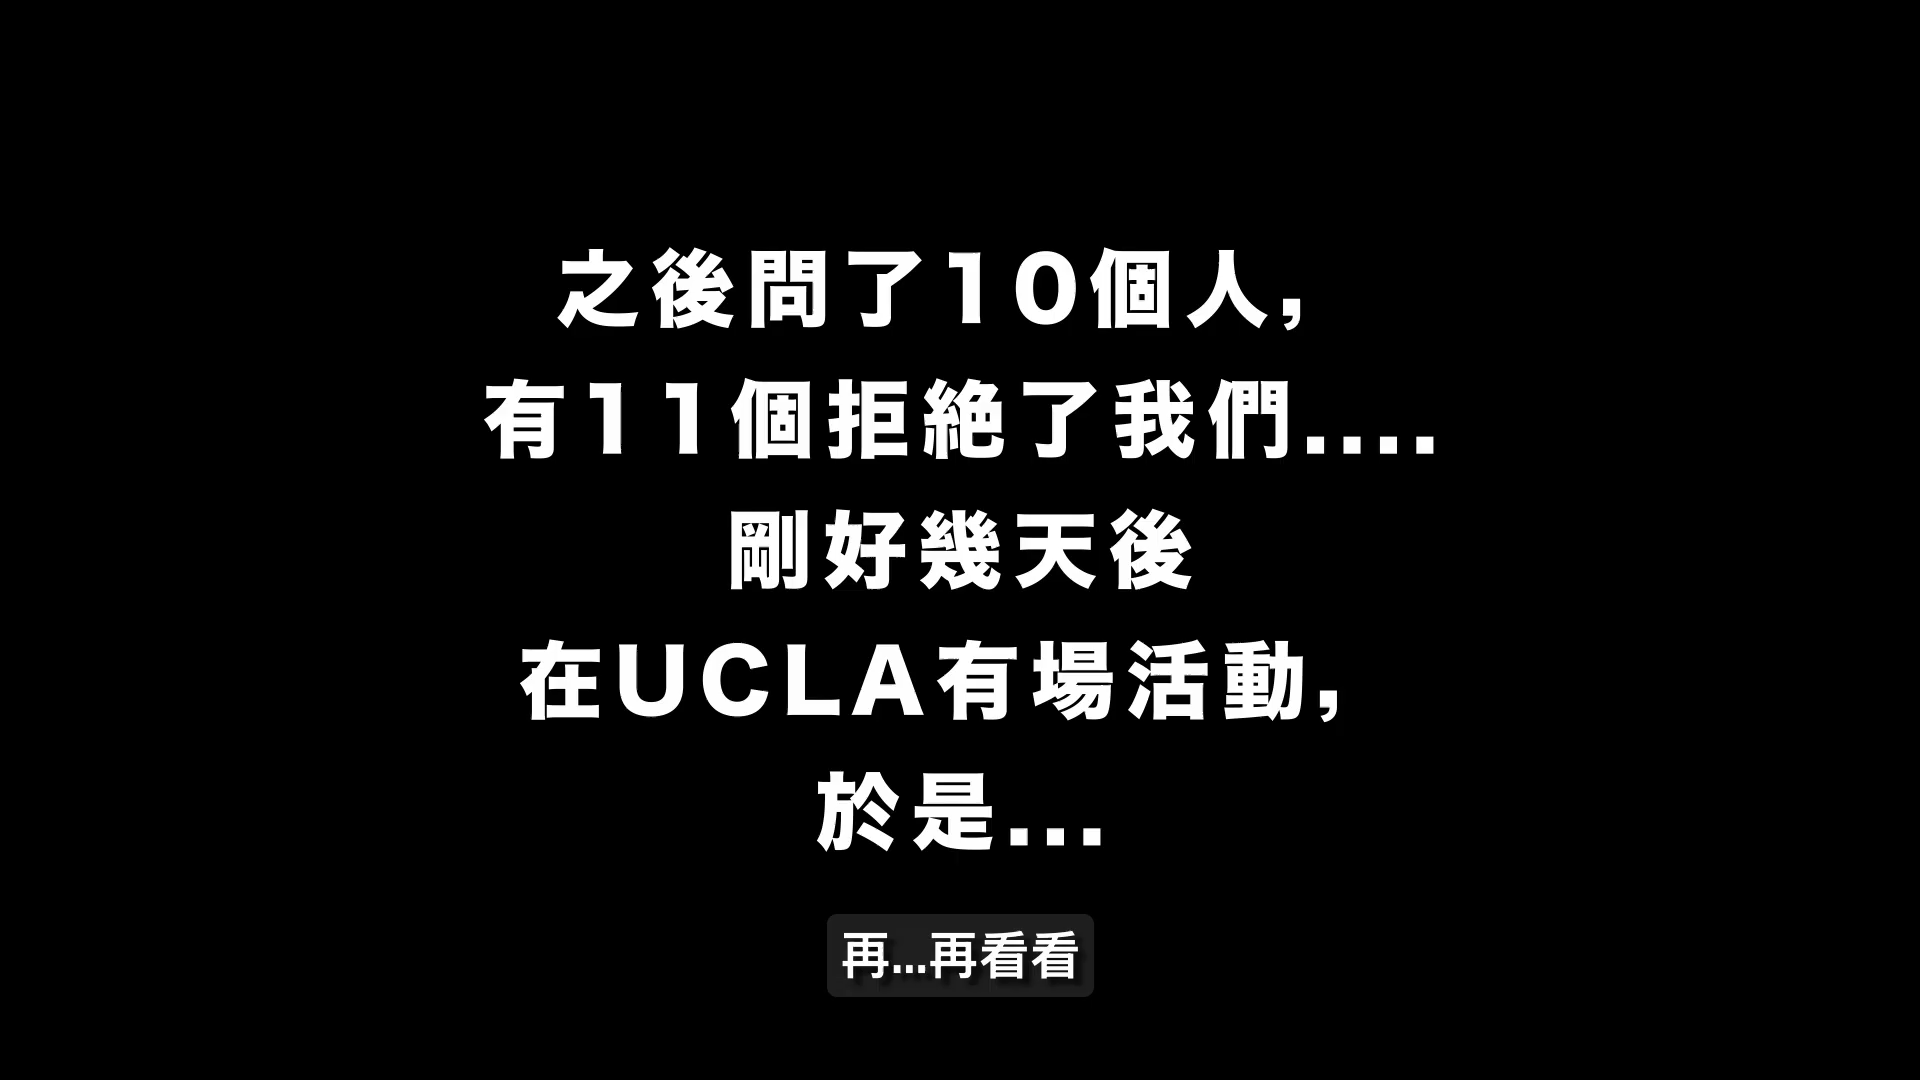 之後問了10個人，
有11個拒絕了我們....
剛好幾天後
在UCLA有場活動，
於是...
再...再看看